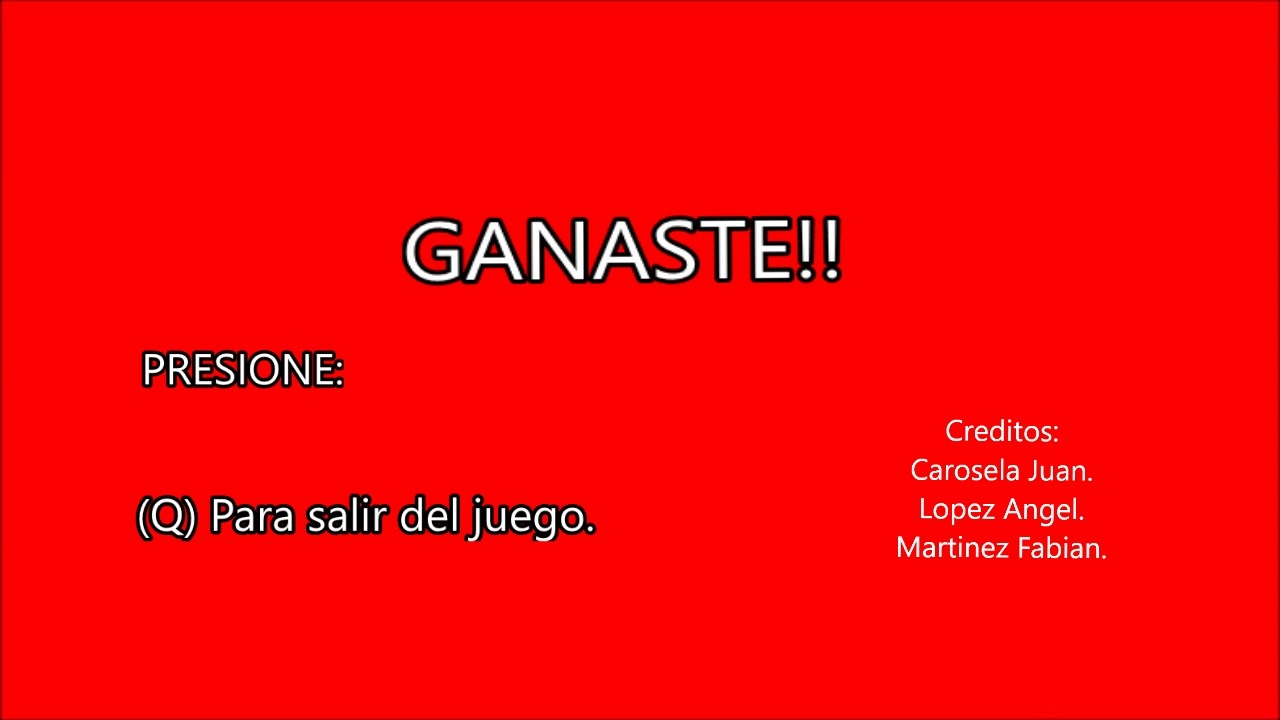 GANASTE!!
PRESIONE:
(Q) Para salir del juego.
Creditos:
Carosela Juan.
Lopez Angel.
Martinez Fabian.